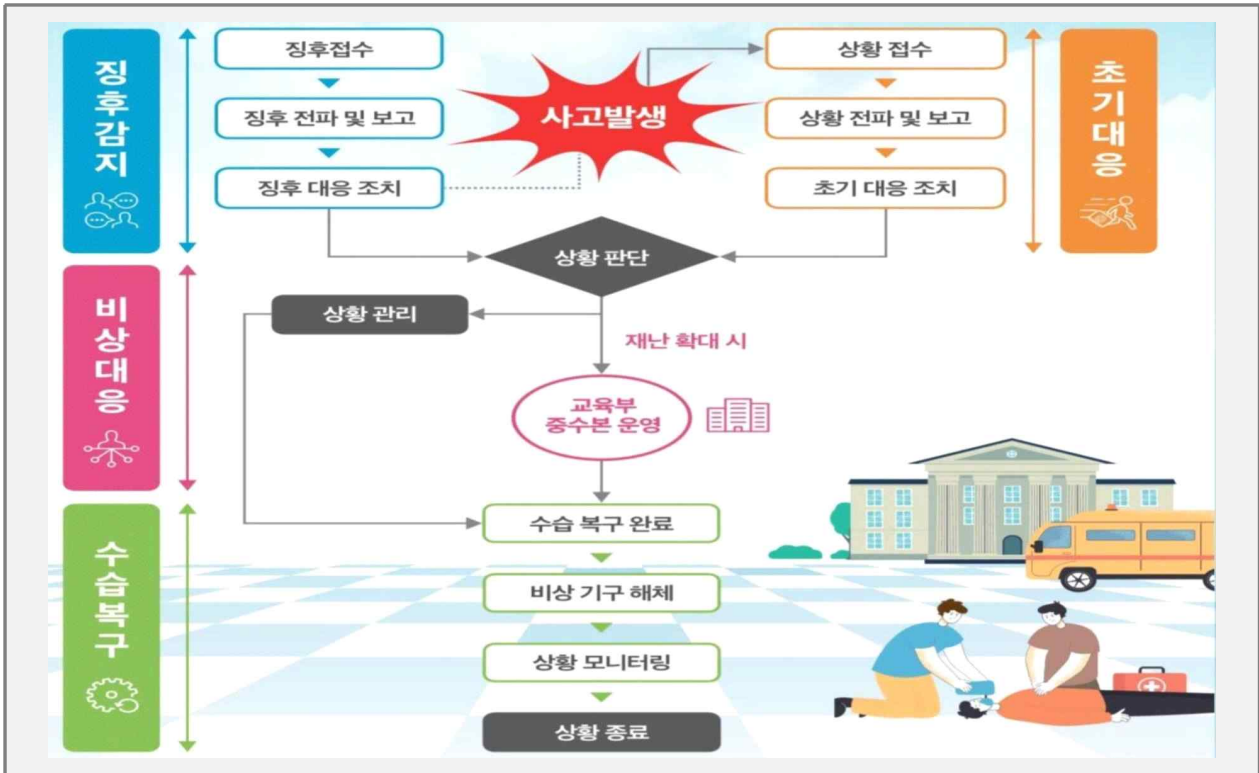 징후감지
징후접수
징후 전파 및 보고
징후 대응 조치
사고발생
상황 접수
상황 전파 및 보고
초기 대응 조치
초기대응
상황 판단
비상대응
상황 관리
재난 확대 시
교육부
중수본 운영
수습복구
수습 복구 완료
비상 기구 해체
상황 모니터링
상황 종료